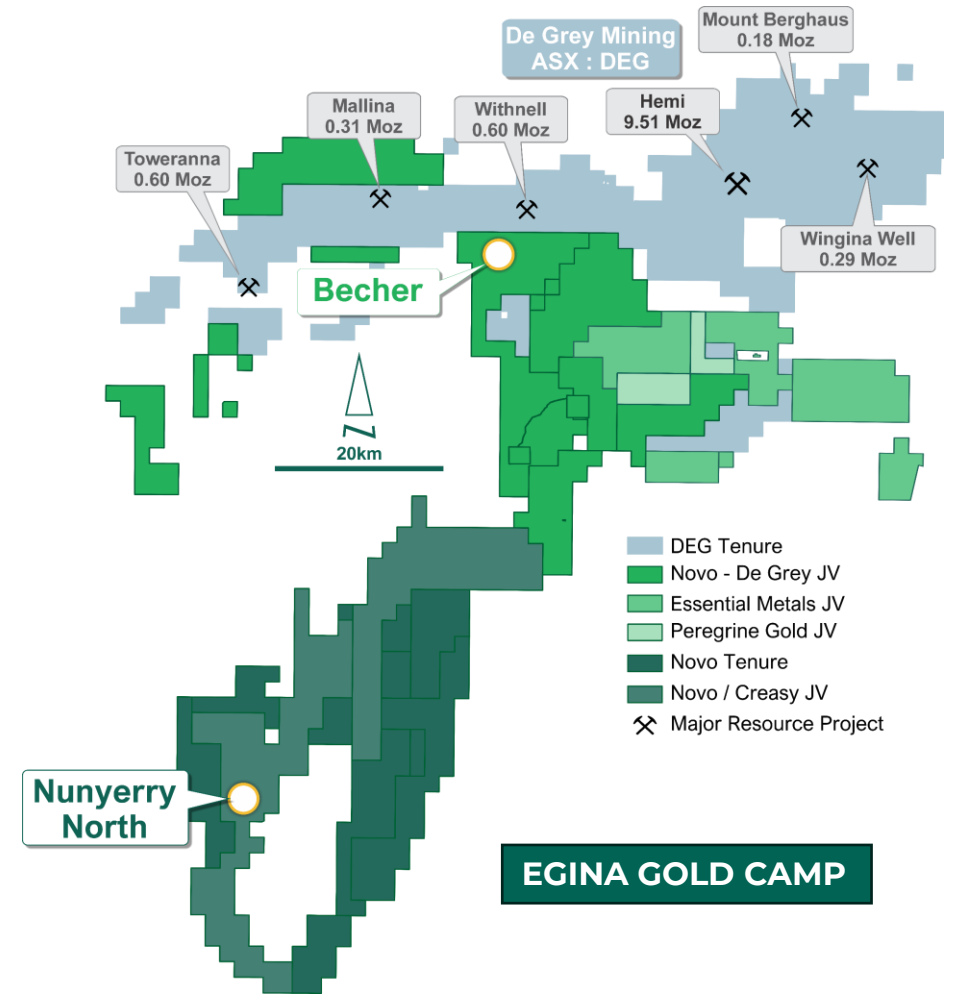 Mount Berghaus
0.18 Moz
De Grey Mining
ASX : DEG
Hemi
9.51 Moz
Mallina
0.31 Moz
Withnell
0.60 Moz
Toweranna
0.60 Moz
Wingina Well
0.29 Moz
Becher
20km
DEG Tenure
Novo - De Grey JV
Essential Metals JV
Peregrine Gold JV
Novo Tenure
Novo / Creasy JV
Major Resource Project
Nunyerry
North
EGINA GOLD CAMP